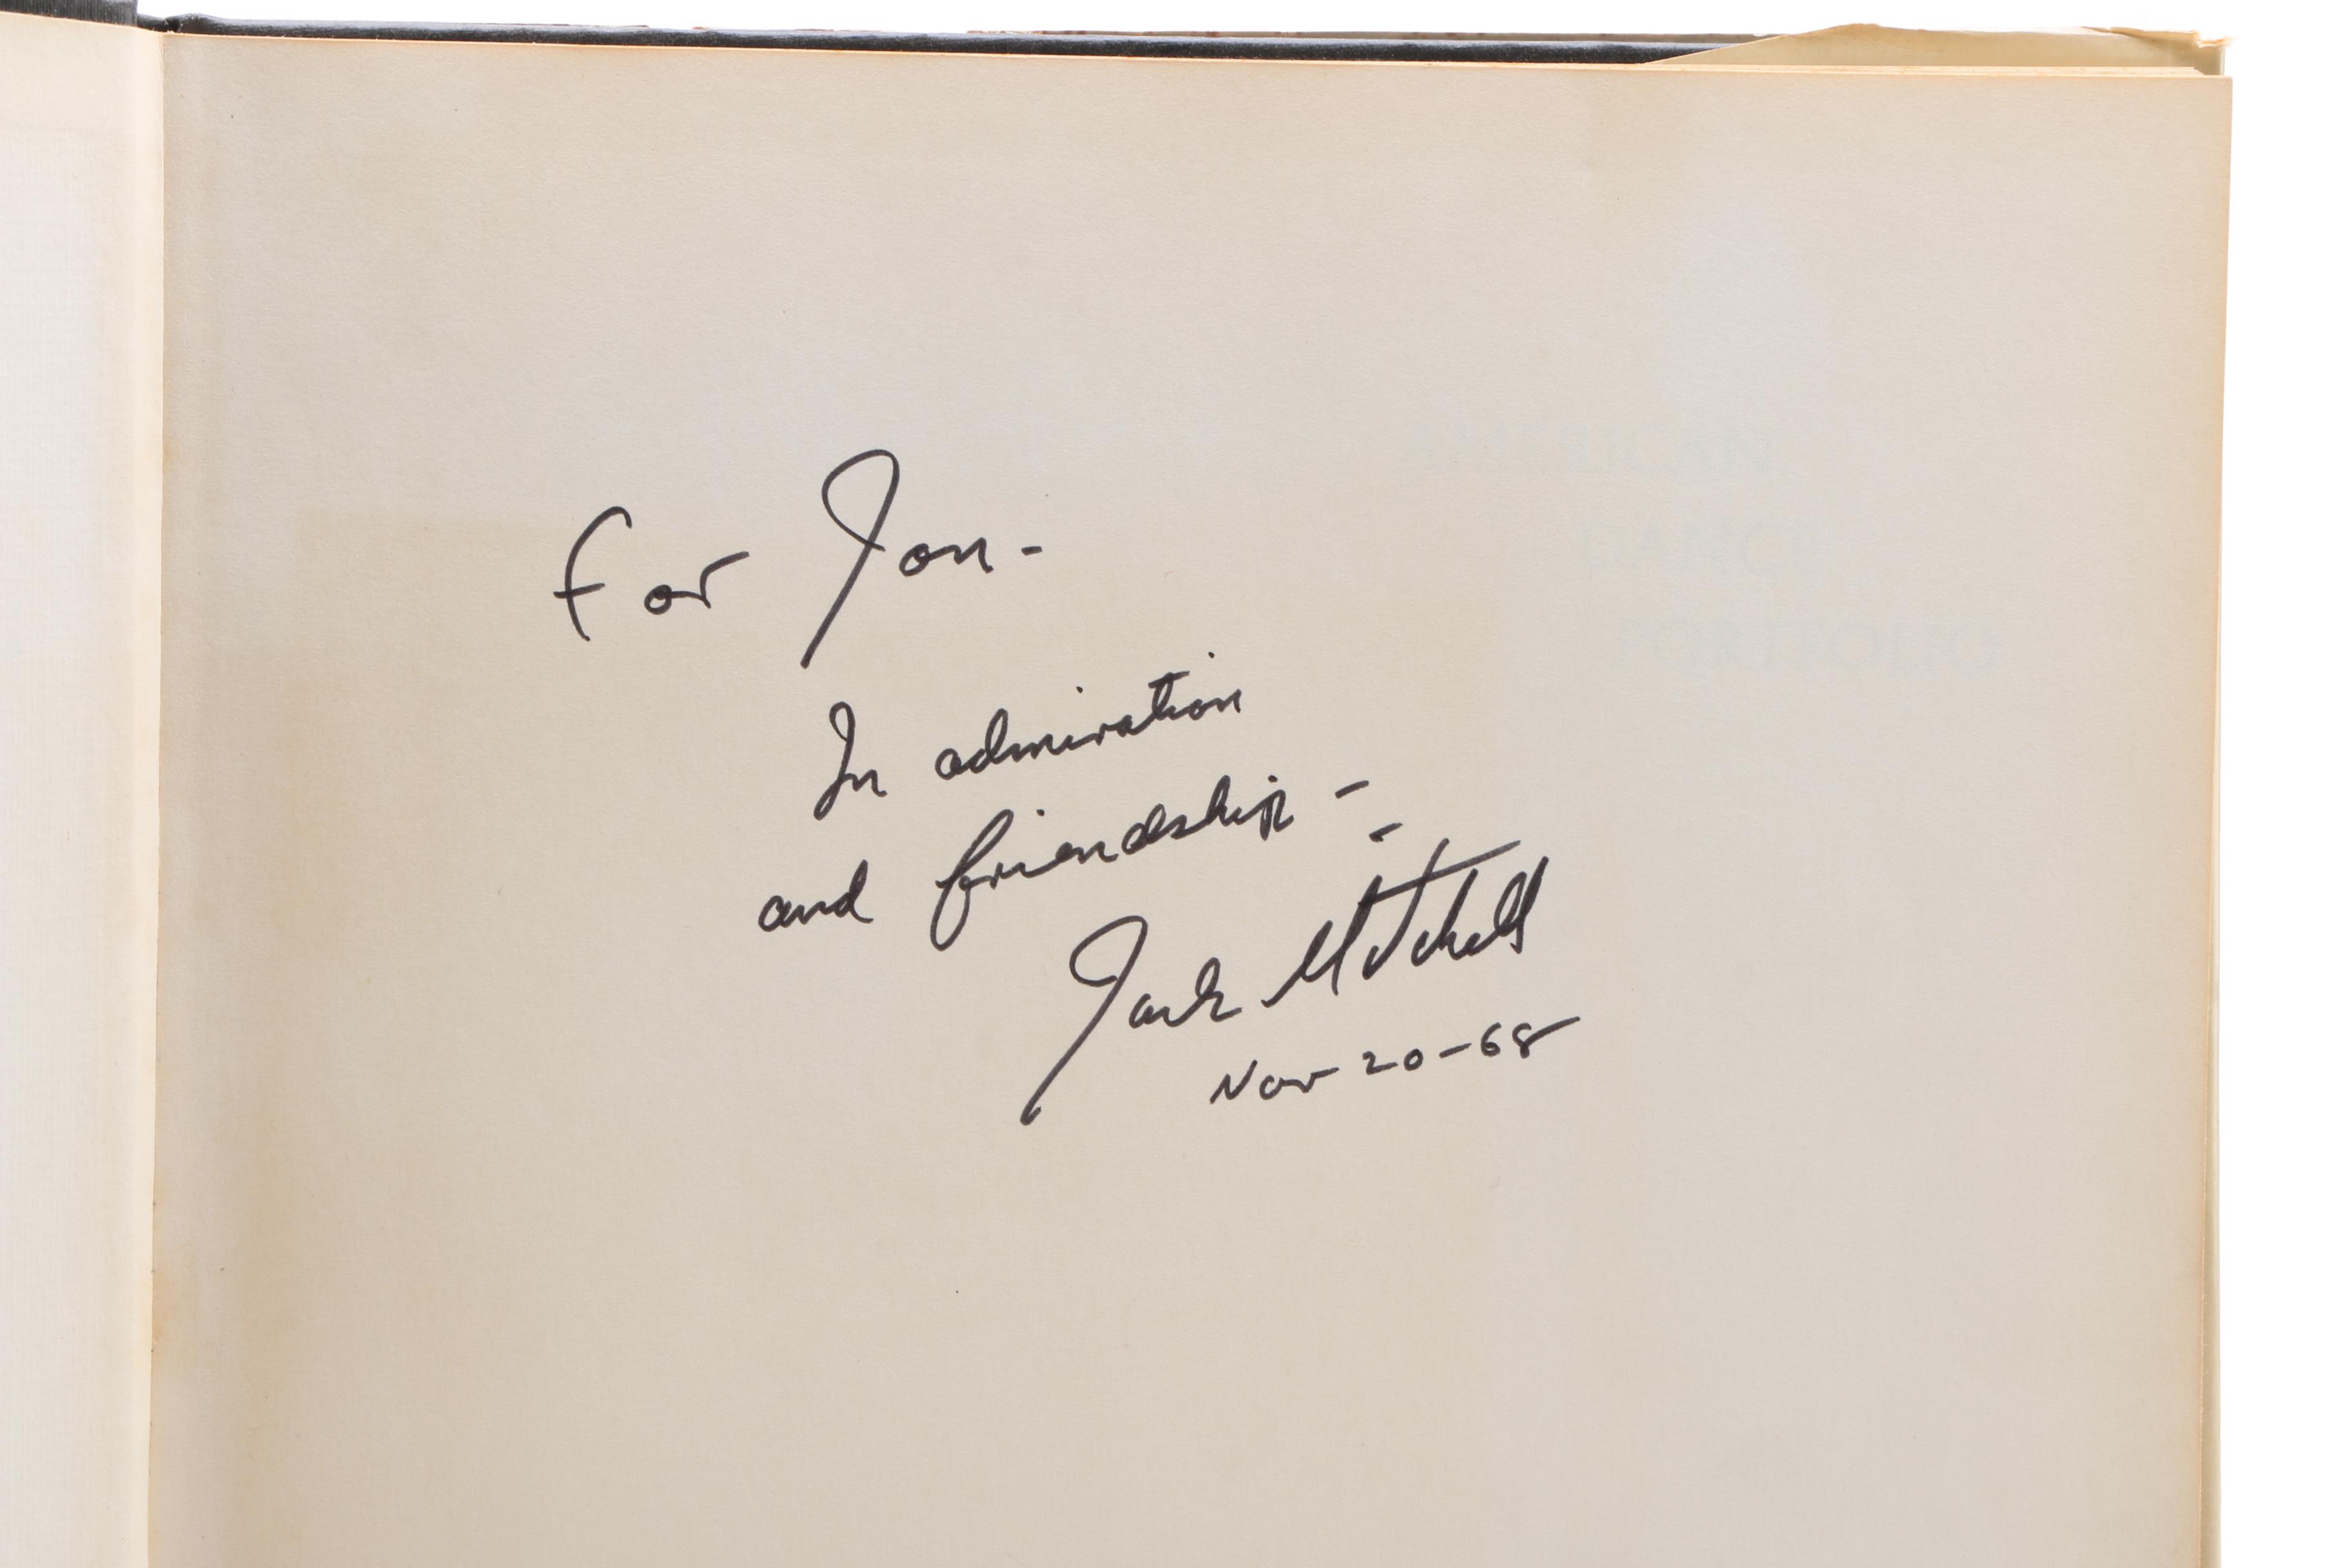 For Jon -
In admiration
and friendship -
Jack Mitchell
Nov 20-68